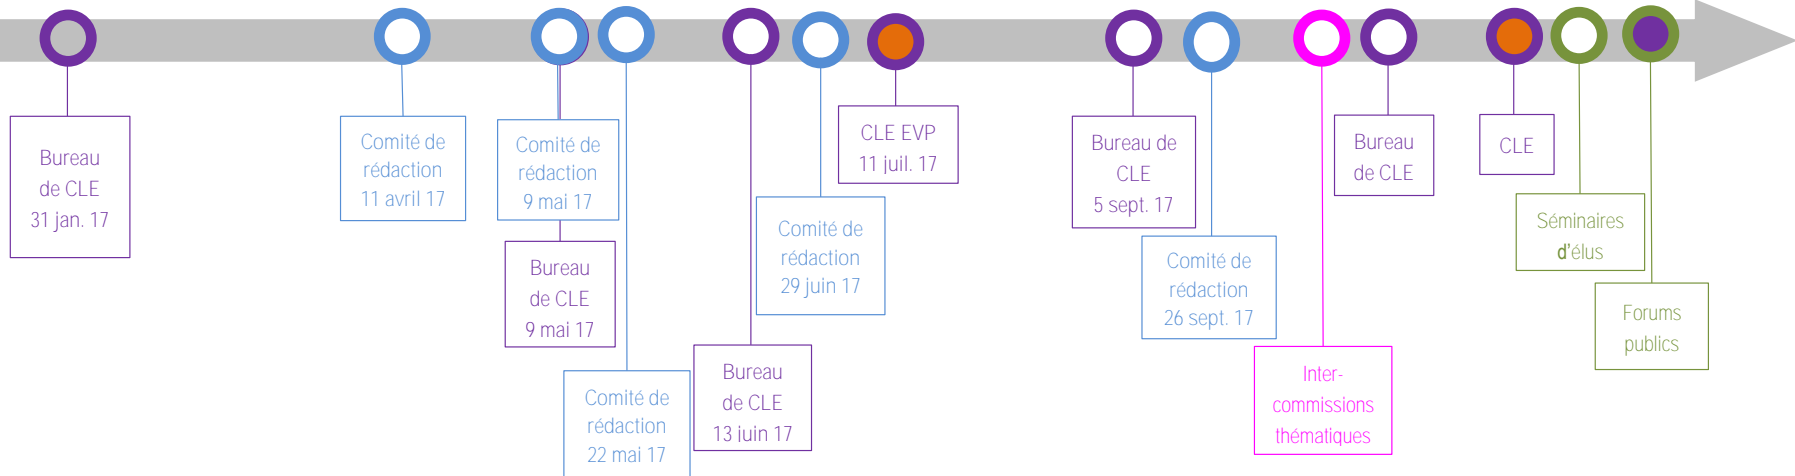 Bureau
de CLE
31 jan. 17
Comité de
rédaction
11 avril 17
Comité de
rédaction
9 mai 17
Bureau
de CLE
9 mai 17
Comité de
rédaction
22 mai 17
Bureau
de CLE
13 juin 17
Comité de
rédaction
29 juin 17
CLE EVP
11 juil. 17
Bureau de
CLE
5 sept. 17
Comité de
rédaction
26 sept. 17
Inter-
commissions
thématiques
Bureau
de CLE
CLE
Séminaires
d'élus
Forums
publics